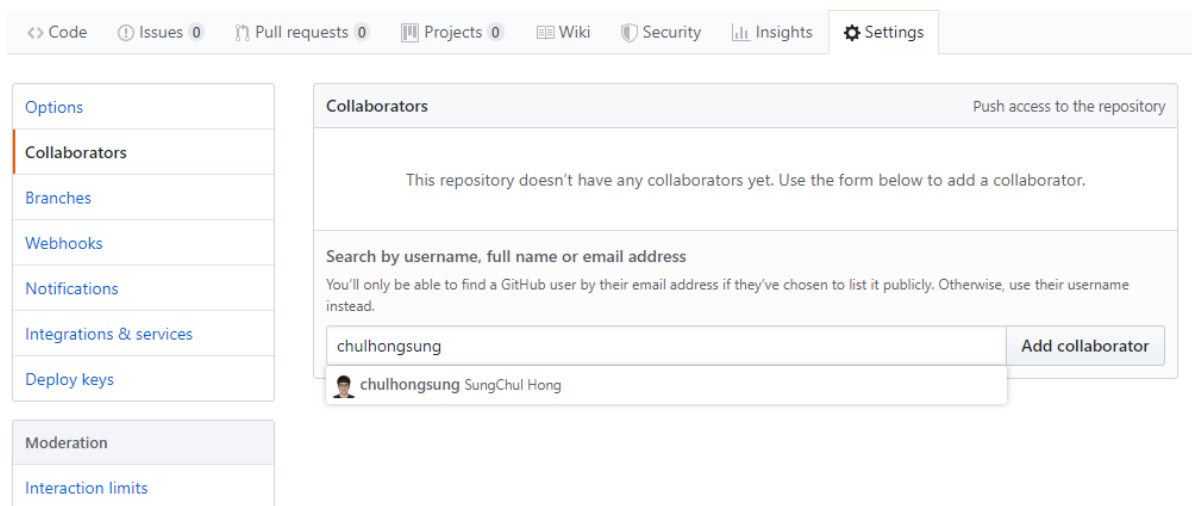 Code Issues 0 Pull requests 0 Projects 0 Wiki Security Insights Settings
Options
Collaborators
Branches
Webhooks
Notifications
Integrations & services
Deploy keys
Moderation
Interaction limits
Collaborators Push access to the repository
This repository doesn’t have any collaborators yet. Use the form below to add a collaborator.
Search by username, full name or email address
You’ll only be able to find a GitHub user by their email address if they’ve chosen to list it publicly. Otherwise, use their username
instead.
chulhongsung Add collaborator
chulhongsung SungChul Hong